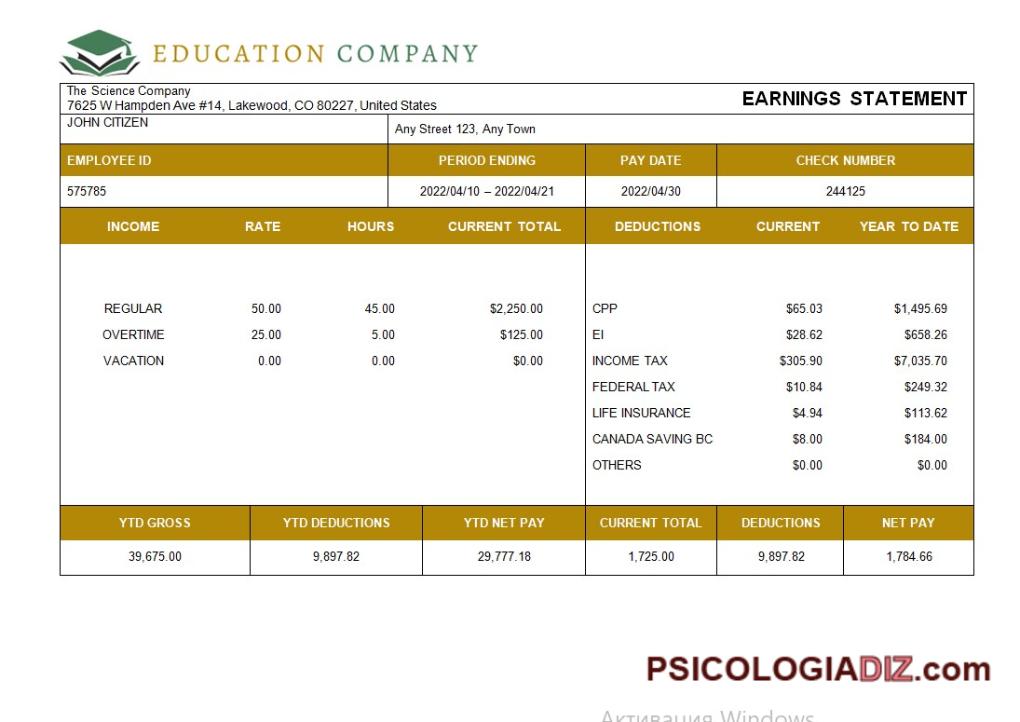 EDUCATION COMPANY
The Science Company
7625 W Hampden Ave #14, Lakewood, CO 80227, United States
EARNINGS STATEMENT
JOHN CITIZEN
Any Street 123, Any Town
EMPLOYEE ID PERIOD ENDING PAY DATE CHECK NUMBER
575785 2022/04/10 – 2022/04/21 2022/04/30 244125
INCOME RATE HOURS CURRENT TOTAL DEDUCTIONS CURRENT YEAR TO DATE
REGULAR 50.00 45.00 $2,250.00 CPP $65.03 $1,495.69
OVERTIME 25.00 5.00 $125.00 EI $28.62 $658.26
VACATION 0.00 0.00 $0.00 INCOME TAX $305.90 $7,035.70
FEDERAL TAX $10.84 $249.32
LIFE INSURANCE $4.94 $113.62
CANADA SAVING BC $8.00 $184.00
OTHERS $0.00 $0.00
YTD GROSS YTD DEDUCTIONS YTD NET PAY CURRENT TOTAL DEDUCTIONS NET PAY
39,675.00 9,897.82 29,777.18 1,725.00 9,897.82 1,784.66
PSICOLOGIADIZ.com
Активация Windows